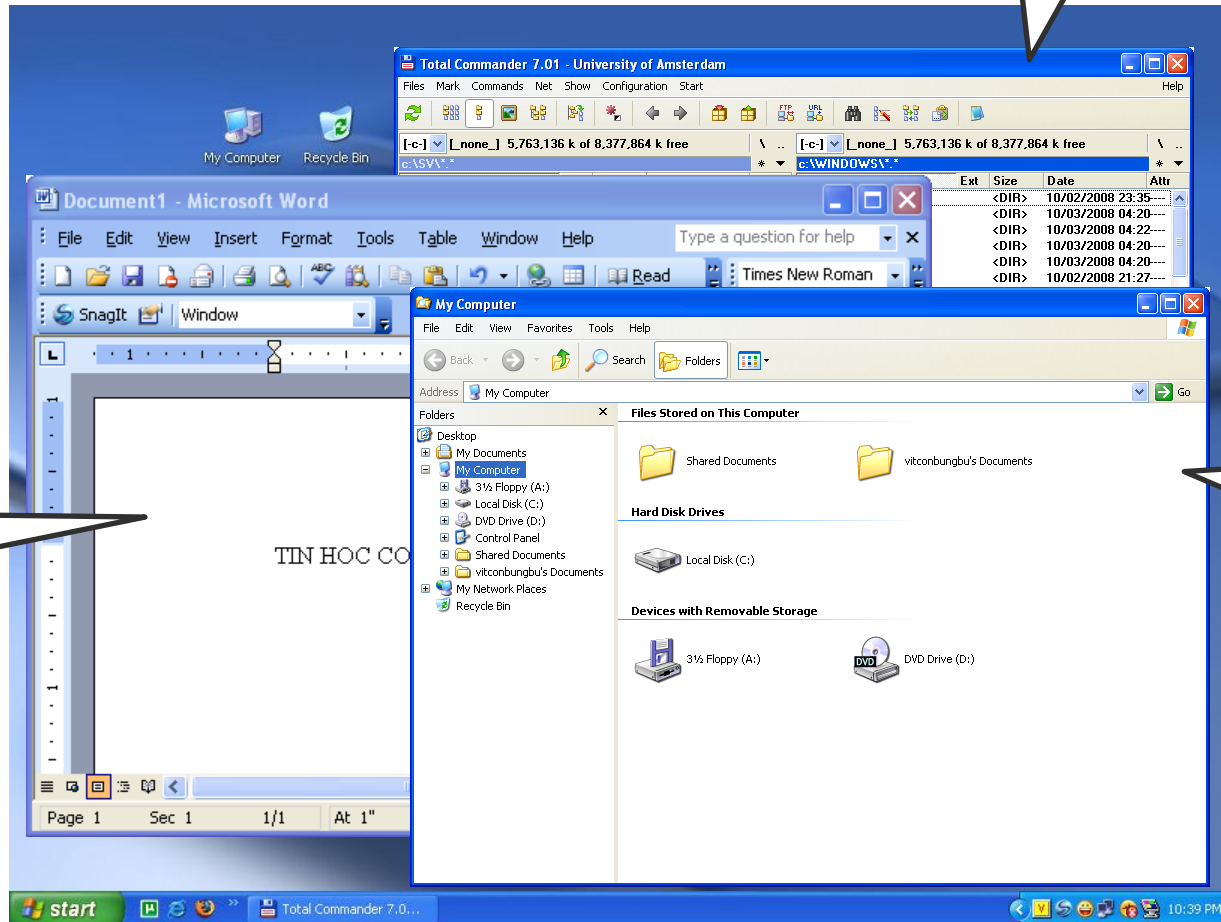 Total Commander 7.01 - University of Amsterdam
Files Mark Commands Net Show Configuration Start Help
FTP URL
[-c-] [_none_] 5,763,136 k of 8,377,864 k free \ .. [-c-] [_none_] 5,763,136 k of 8,377,864 k free \ ..
c:\SV\*.* * c:\WINDOWS\*.* *
Ext Size Date Attr
<DIR> 10/02/2008 23:35----
<DIR> 10/03/2008 04:20----
<DIR> 10/03/2008 04:22----
<DIR> 10/03/2008 04:20----
<DIR> 10/03/2008 04:20----
<DIR> 10/02/2008 21:27----
My Computer Recycle Bin
Document1 - Microsoft Word
File Edit View Insert Format Tools Table Window Help Type a question for help
ABC Read Times New Roman
SnagIt Window
1
TIN HOC CO
Page 1 Sec 1 1/1 At 1"
My Computer
File Edit View Favorites Tools Help
Back Search Folders
Address My Computer Go
Folders
Desktop
My Documents
My Computer
3½ Floppy (A:)
Local Disk (C:)
DVD Drive (D:)
Control Panel
Shared Documents
vitconbungbu's Documents
My Network Places
Recycle Bin
Files Stored on This Computer
Shared Documents vitconbungbu's Documents
Hard Disk Drives
Local Disk (C:)
Devices with Removable Storage
3½ Floppy (A:) DVD DVD Drive (D:)
start Total Commander 7.0... 10:39 PM